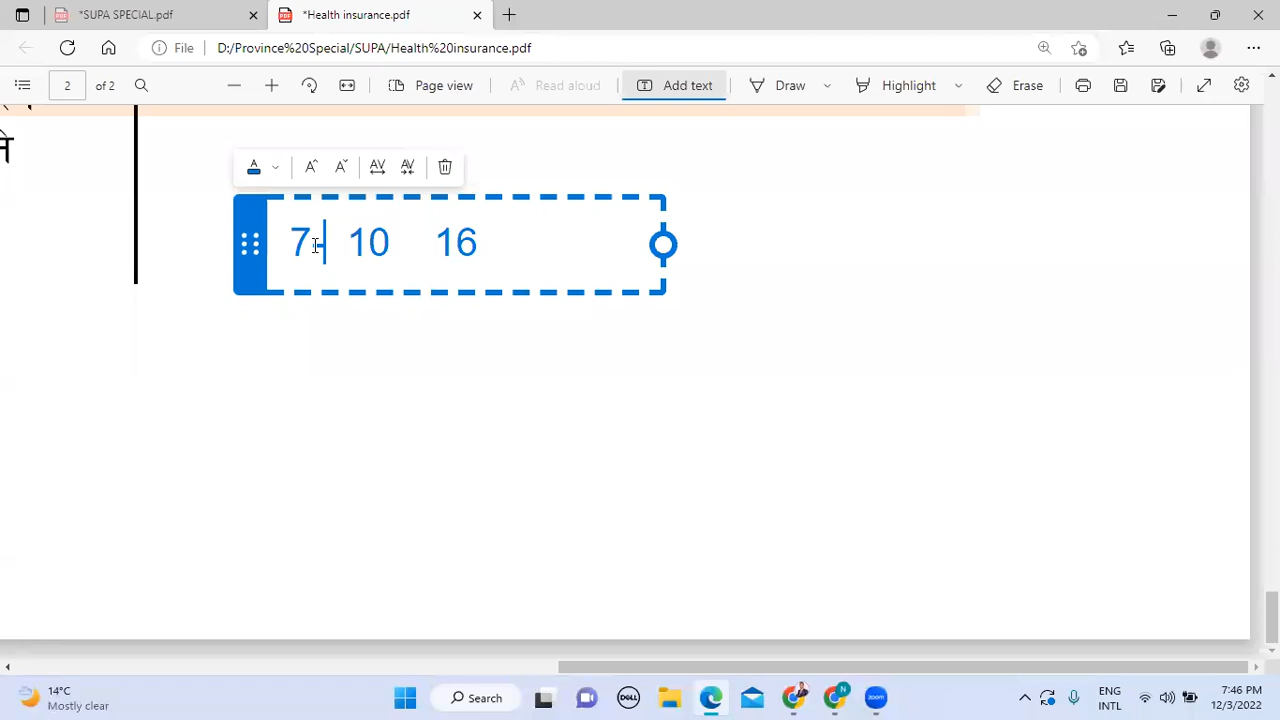 *SUPA SPECIAL.pdf
*Health insurance.pdf
File D:/Province%20Special/SUPA/Health%20insurance.pdf
2 of 2 Page view Read aloud Add text Draw Highlight Erase
7- 10 16
14°C
Mostly clear
Search
DELL
zoom
ENG
INTL
7:46 PM
12/3/2022